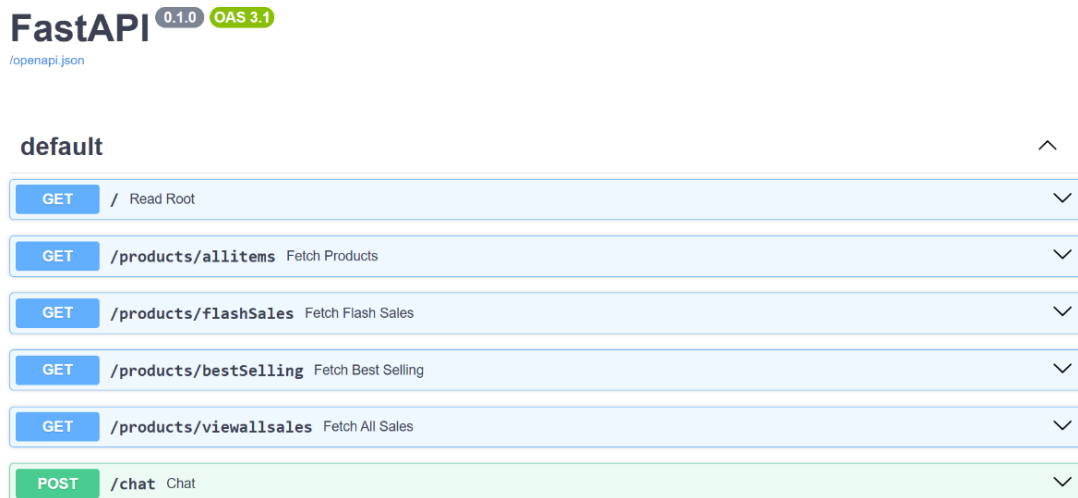 FastAPI 0.1.0 OAS 3.1
/openapi.json
default
GET / Read Root
GET /products/allitems Fetch Products
GET /products/flashSales Fetch Flash Sales
GET /products/bestSelling Fetch Best Selling
GET /products/viewallsales Fetch All Sales
POST /chat Chat